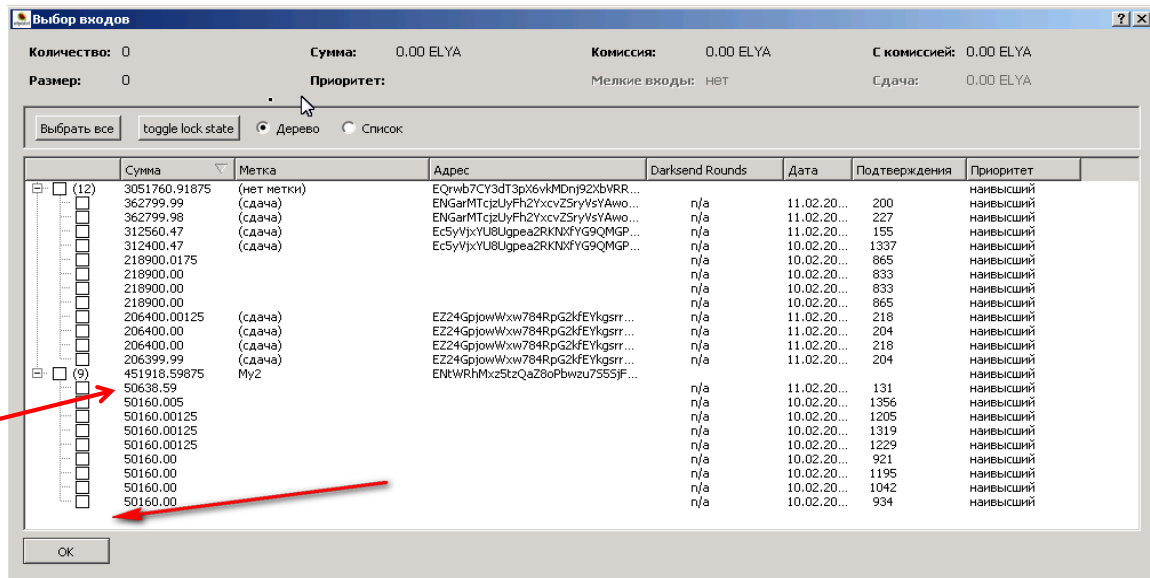 Выбор входов
Количество: 0 Сумма: 0.00 ELYA Комиссия: 0.00 ELYA С комиссией: 0.00 ELYA
Размер: 0 Приоритет: Мелкие входы: нет Сдача: 0.00 ELYA
Выбрать все toggle lock state Дерево Список
Сумма Метка Адрес Darksend Rounds Дата Подтверждения Приоритет
(12) 3051760.91875 (нет метки) EQrwb7CY3dT3pX6vkMDnj92XbVRR... наивысший
362799.99 (сдача) ENGarMTcjzUyFh2YxcvZSryVsYAwo... n/a 11.02.20... 200 наивысший
362799.98 (сдача) ENGarMTcjzUyFh2YxcvZSryVsYAwo... n/a 11.02.20... 227 наивысший
312560.47 (сдача) Ec5yVjxYU8Ugpea2RKNXfYG9QMGP... n/a 11.02.20... 155 наивысший
312400.47 (сдача) Ec5yVjxYU8Ugpea2RKNXfYG9QMGP... n/a 10.02.20... 1337 наивысший
218900.0175 n/a 10.02.20... 865 наивысший
218900.00 n/a 10.02.20... 833 наивысший
218900.00 n/a 10.02.20... 833 наивысший
218900.00 n/a 10.02.20... 865 наивысший
206400.00125 (сдача) EZ24GpjowWxw784RpG2kfEYkgsrr... n/a 11.02.20... 218 наивысший
206400.00 (сдача) EZ24GpjowWxw784RpG2kfEYkgsrr... n/a 11.02.20... 204 наивысший
206400.00 (сдача) EZ24GpjowWxw784RpG2kfEYkgsrr... n/a 11.02.20... 218 наивысший
206399.99 (сдача) EZ24GpjowWxw784RpG2kfEYkgsrr... n/a 11.02.20... 204 наивысший
(9) 451918.59875 My2 ENtWRhMxz5tzQaZ8oPbwzu7S5SjF... наивысший
50638.59 n/a 11.02.20... 131 наивысший
50160.005 n/a 10.02.20... 1356 наивысший
50160.00125 n/a 10.02.20... 1205 наивысший
50160.00125 n/a 10.02.20... 1319 наивысший
50160.00125 n/a 10.02.20... 1229 наивысший
50160.00 n/a 10.02.20... 921 наивысший
50160.00 n/a 10.02.20... 1195 наивысший
50160.00 n/a 10.02.20... 1042 наивысший
50160.00 n/a 10.02.20... 934 наивысший
OK